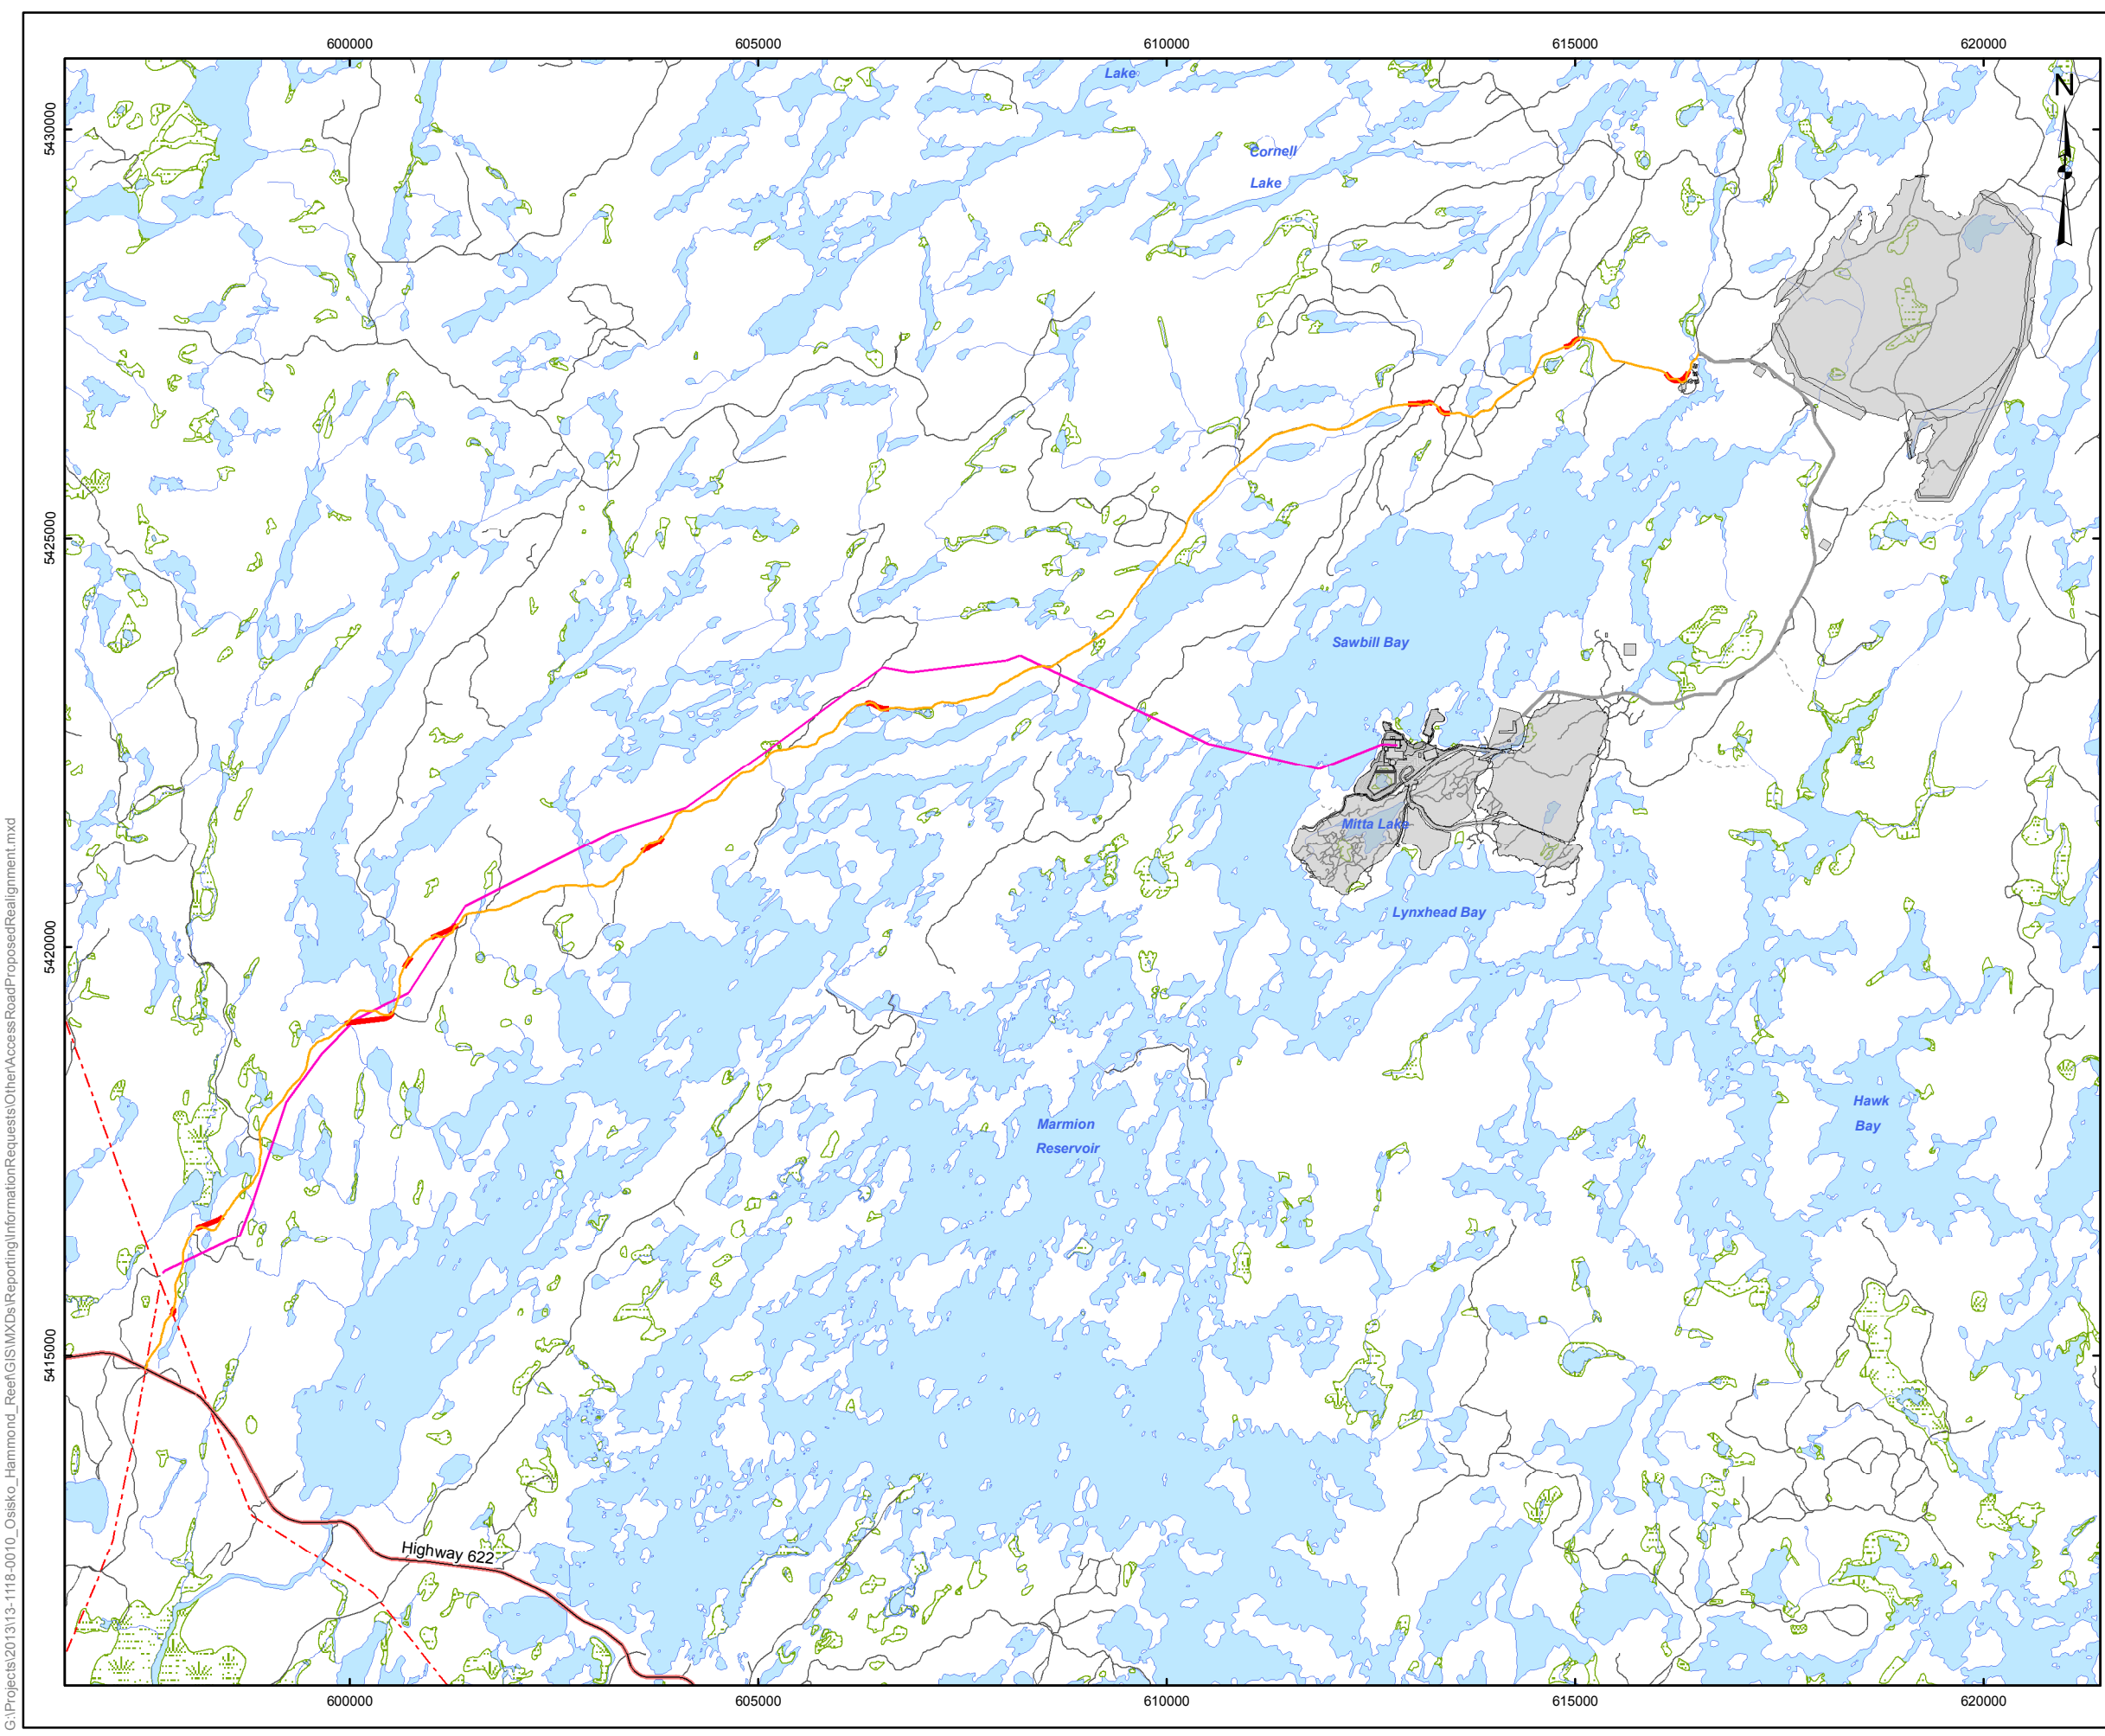 600000
605000
610000
615000
620000
Lake
N
5430000
Cornell
Lake
5425000
Sawbill Bay
Mitta Lake
Lynxhead Bay
5420000
Marmion
Reservoir
Hawk
Bay
5415000
Highway 622
600000
605000
610000
615000
620000
G:\Projects\2013\13-1118-0010_Osisko_Hammond_Reef\GIS\MXDs\Reporting\InformationRequests\Other\AccessRoadProposedRealignment.mxd